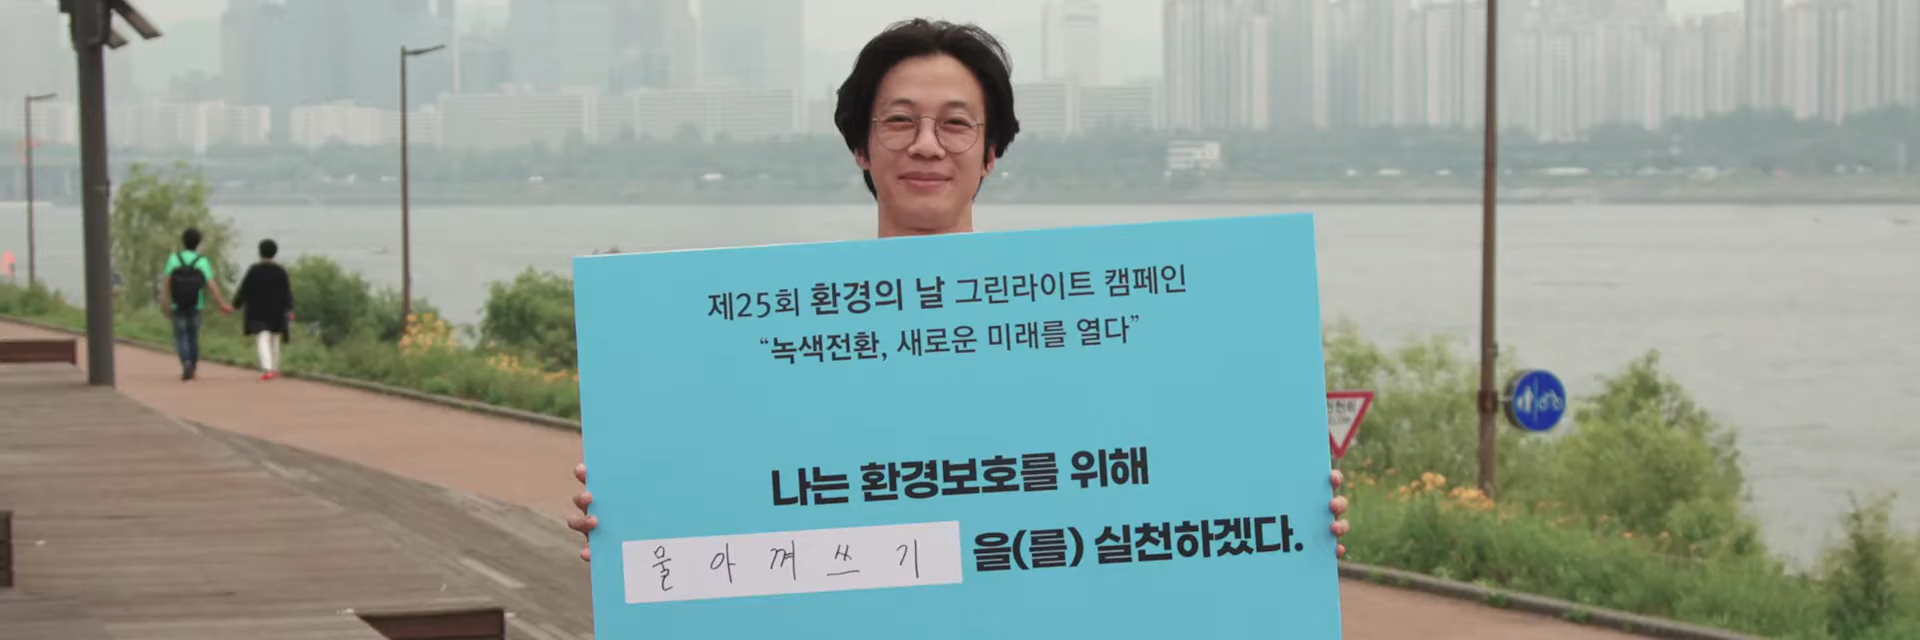 제25회 환경의 날 그린라이트 캠페인
“녹색전환, 새로운 미래를 열다”
나는 환경보호를 위해
물 아 껴 쓰 기 을(를) 실천하겠다.